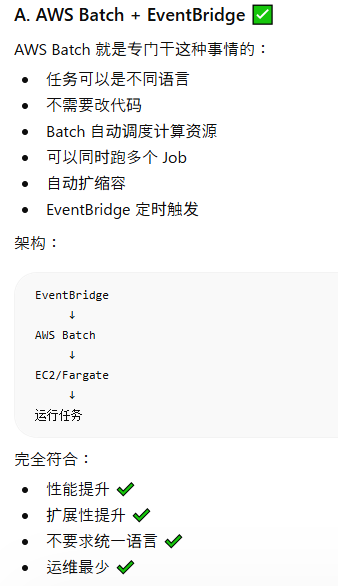 A. AWS Batch + EventBridge ✅
AWS Batch 就是专门干这种事情的：
• 任务可以是不同语言
• 不需要改代码
• Batch 自动调度计算资源
• 可以同时跑多个 Job
• 自动扩缩容
• EventBridge 定时触发
架构：
EventBridge
↓
AWS Batch
↓
EC2/Fargate
↓
运行任务
完全符合：
• 性能提升 ✔
• 扩展性提升 ✔
• 不要求统一语言 ✔
• 运维最少 ✔